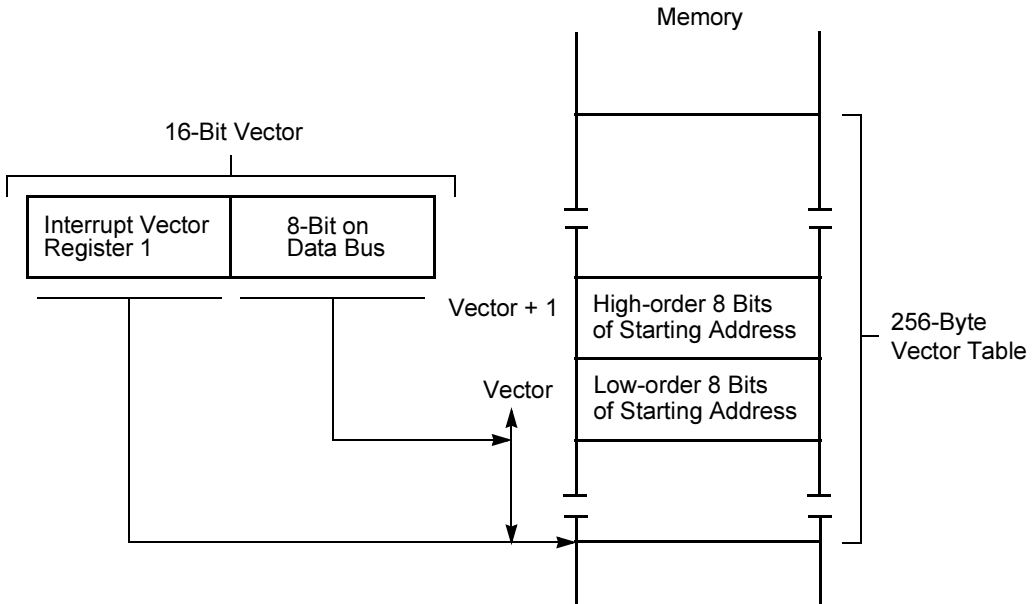 Memory
16-Bit Vector
Interrupt Vector
Register 1
8-Bit on
Data Bus
Vector + 1
High-order 8 Bits
of Starting Address
256-Byte
Vector Table
Vector
Low-order 8 Bits
of Starting Address